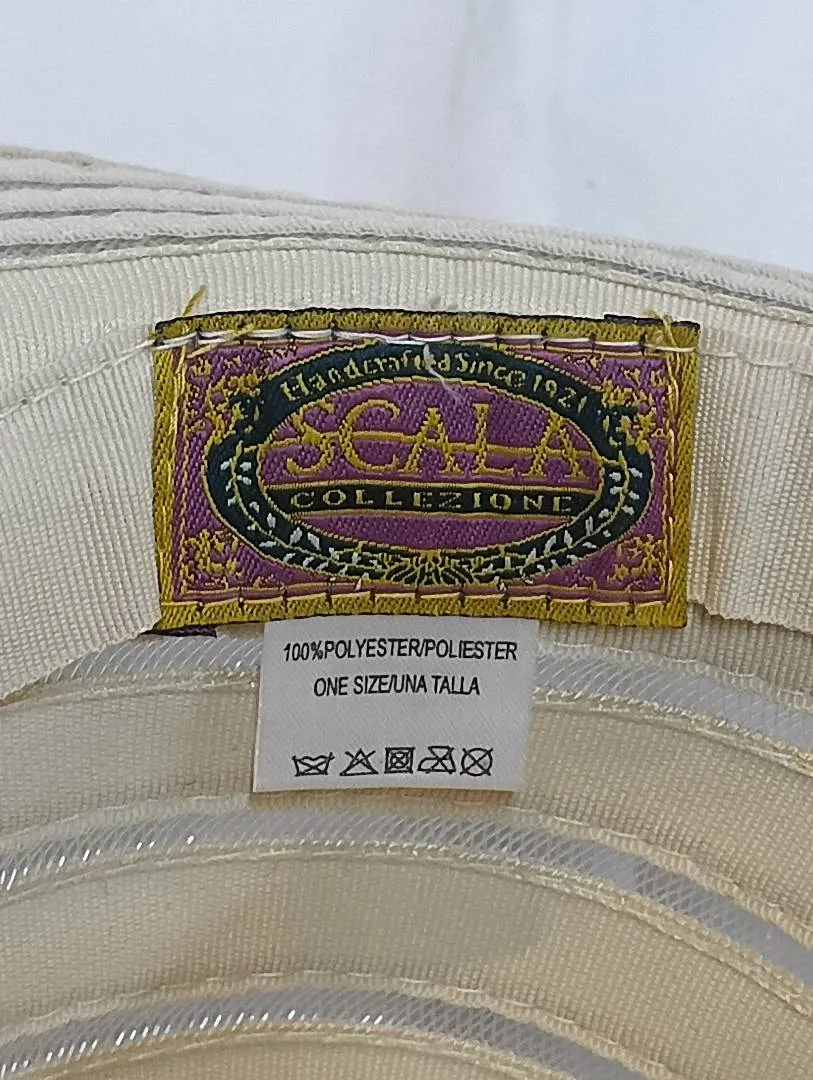 Handcrafted Since 1921
SCALA
COLLEZIONE
100%POLYESTER/POLIESTER
ONE SIZE/UNA TALLA